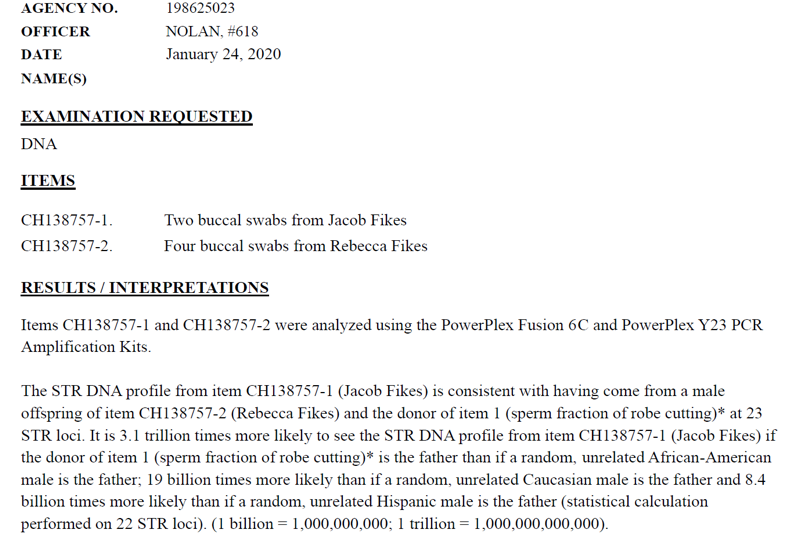 AGENCY NO. 198625023
OFFICER NOLAN, #618
DATE January 24, 2020
NAME(S)
EXAMINATION REQUESTED
DNA
ITEMS
CH138757-1. Two buccal swabs from Jacob Fikes
CH138757-2. Four buccal swabs from Rebecca Fikes
RESULTS / INTERPRETATIONS
Items CH138757-1 and CH138757-2 were analyzed using the PowerPlex Fusion 6C and PowerPlex Y23 PCR
Amplification Kits.
The STR DNA profile from item CH138757-1 (Jacob Fikes) is consistent with having come from a male
offspring of item CH138757-2 (Rebecca Fikes) and the donor of item 1 (sperm fraction of robe cutting)* at 23
STR loci. It is 3.1 trillion times more likely to see the STR DNA profile from item CH138757-1 (Jacob Fikes) if
the donor of item 1 (sperm fraction of robe cutting)* is the father than if a random, unrelated African-American
male is the father; 19 billion times more likely than if a random, unrelated Caucasian male is the father and 8.4
billion times more likely than if a random, unrelated Hispanic male is the father (statistical calculation
performed on 22 STR loci). (1 billion = 1,000,000,000; 1 trillion = 1,000,000,000,000).